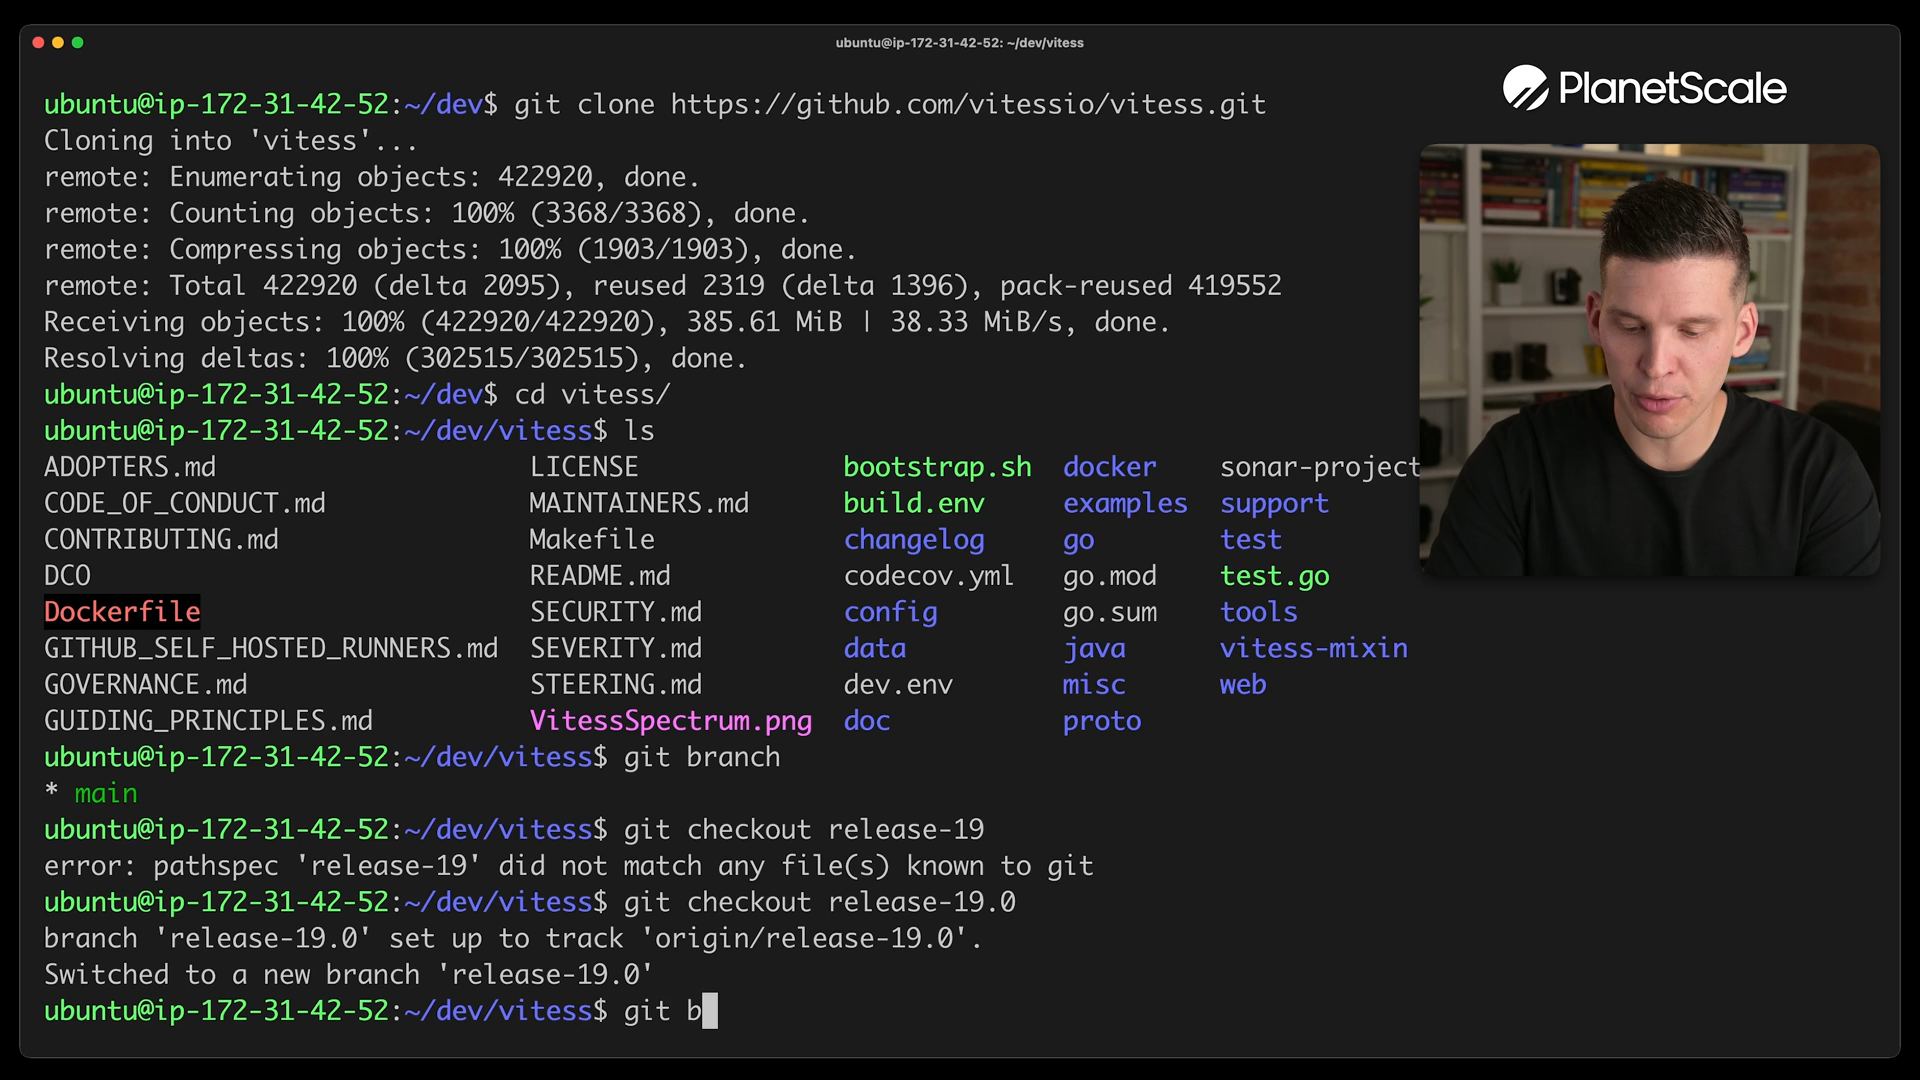 ubuntu@ip-172-31-42-52: ~/dev/vitess
PlanetScale
ubuntu@ip-172-31-42-52:~/dev$ git clone https://github.com/vitessio/vitess.git
Cloning into 'vitess'...
remote: Enumerating objects: 422920, done.
remote: Counting objects: 100% (3368/3368), done.
remote: Compressing objects: 100% (1903/1903), done.
remote: Total 422920 (delta 2095), reused 2319 (delta 1396), pack-reused 419552
Receiving objects: 100% (422920/422920), 385.61 MiB | 38.33 MiB/s, done.
Resolving deltas: 100% (302515/302515), done.
ubuntu@ip-172-31-42-52:~/dev$ cd vitess/
ubuntu@ip-172-31-42-52:~/dev/vitess$ ls
ADOPTERS.md LICENSE bootstrap.sh docker sonar-project
CODE_OF_CONDUCT.md MAINTAINERS.md build.env examples support
CONTRIBUTING.md Makefile changelog go test
DCO README.md codecov.yml go.mod test.go
Dockerfile SECURITY.md config go.sum tools
GITHUB_SELF_HOSTED_RUNNERS.md SEVERITY.md data java vitess-mixin
GOVERNANCE.md STEERING.md dev.env misc web
GUIDING_PRINCIPLES.md VitessSpectrum.png doc proto
ubuntu@ip-172-31-42-52:~/dev/vitess$ git branch
* main
ubuntu@ip-172-31-42-52:~/dev/vitess$ git checkout release-19
error: pathspec 'release-19' did not match any file(s) known to git
ubuntu@ip-172-31-42-52:~/dev/vitess$ git checkout release-19.0
branch 'release-19.0' set up to track 'origin/release-19.0'.
Switched to a new branch 'release-19.0'
ubuntu@ip-172-31-42-52:~/dev/vitess$ git b